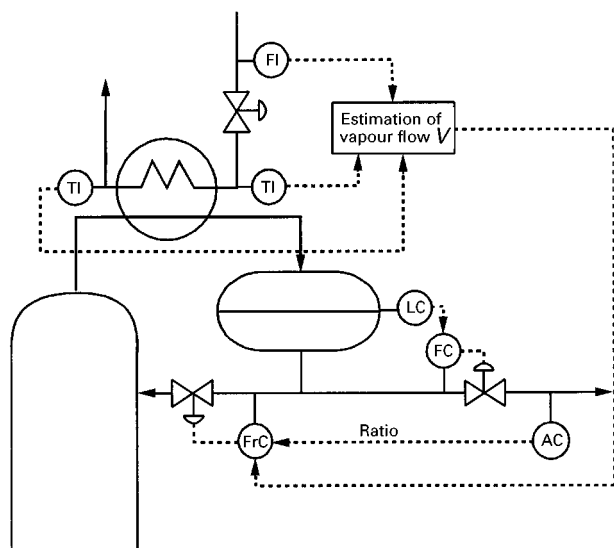 FI
Estimation of
vapour flow V
TI
TI
LC
FC
Ratio
FrC
AC